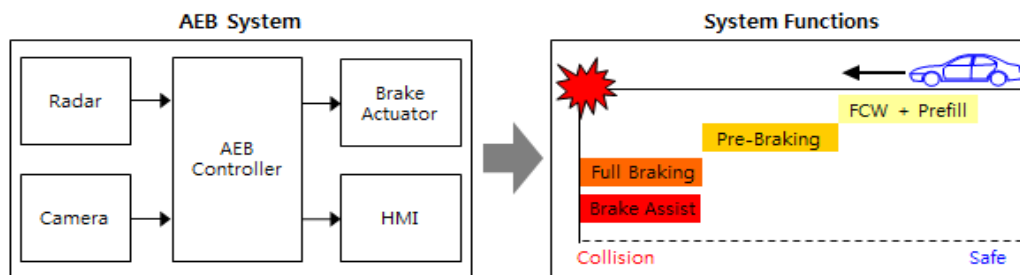 AEB System
Radar
Camera
AEB
Controller
Brake
Actuator
HMI
System Functions
FCW + Prefill
Pre-Braking
Full Braking
Brake Assist
Collision
Safe